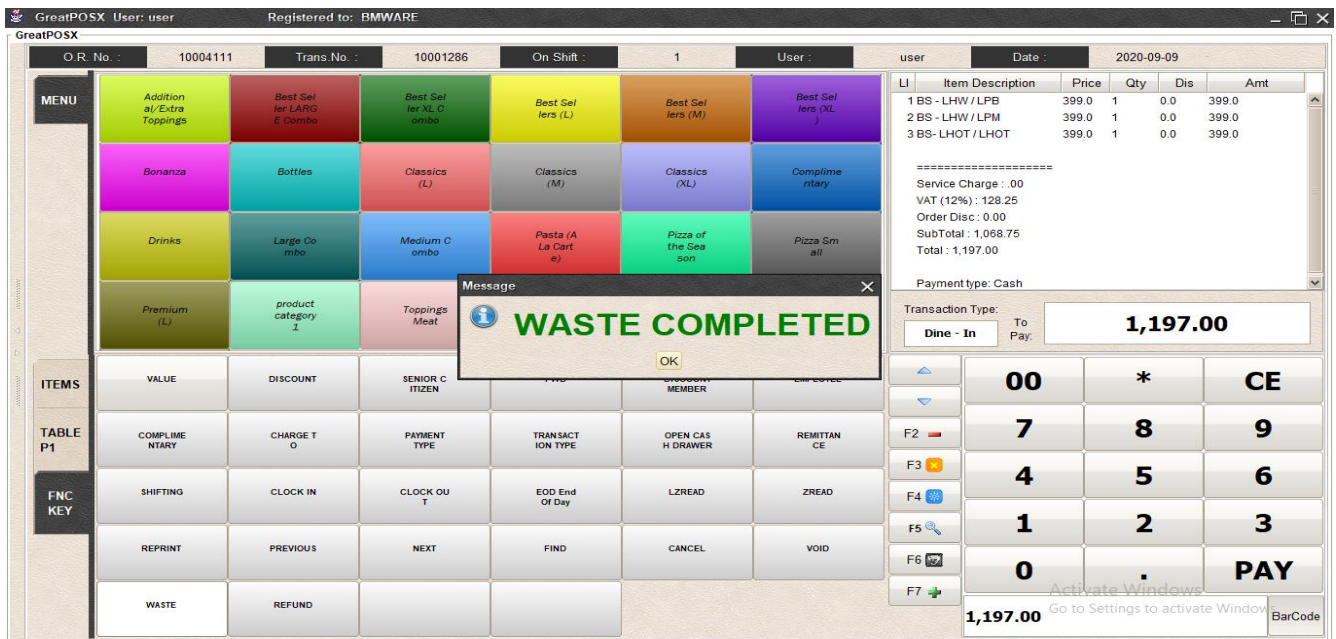 GreatPOSX User: user Registered to: BMWARE
GreatPOSX
O.R. No. : 10004111 Trans.No. : 10001286 On Shift : 1 User : user Date : 2020-09-09
MENU
Addition
al/Extra
Toppings
Best Sel
ler LARG
E Combo
Best Sel
ler XL C
ombo
Best Sel
lers (L)
Best Sel
lers (M)
Best Sel
lers (XL
)
Bonanza
Bottles
Classics
(L)
Classics
(M)
Classics
(XL)
Complime
ntary
Drinks
Large Co
mbo
Medium C
ombo
Pasta (A
La Cart
e)
Pizza of
the Sea
son
Pizza Sm
all
Premium
(L)
product
category
1
Toppings
Meat
Message
WASTE COMPLETED
OK
LI Item Description Price Qty Dis Amt
1 BS - LHW / LPB 399.0 1 0.0 399.0
2 BS - LHW / LPM 399.0 1 0.0 399.0
3 BS- LHOT / LHOT 399.0 1 0.0 399.0
=====================
Service Charge : .00
VAT (12%) : 128.25
Order Disc : 0.00
SubTotal : 1,068.75
Total : 1,197.00
Payment type: Cash
Transaction Type:
Dine - In
To
Pay:
1,197.00
ITEMS
TABLE
P1
FNC
KEY
VALUE
DISCOUNT
SENIOR C
ITIZEN
MEMBER
COMPLIME
NTARY
CHARGE T
O
PAYMENT
TYPE
TRANSACT
ION TYPE
OPEN CAS
H DRAWER
REMITTAN
CE
SHIFTING
CLOCK IN
CLOCK OU
T
EOD End
Of Day
LZREAD
ZREAD
REPRINT
PREVIOUS
NEXT
FIND
CANCEL
VOID
WASTE
REFUND
F2
F3
F4
F5
F6
F7
00 * CE
7 8 9
4 5 6
1 2 3
0 . PAY
Activate Windows
Go to Settings to activate Windows
1,197.00
BarCode